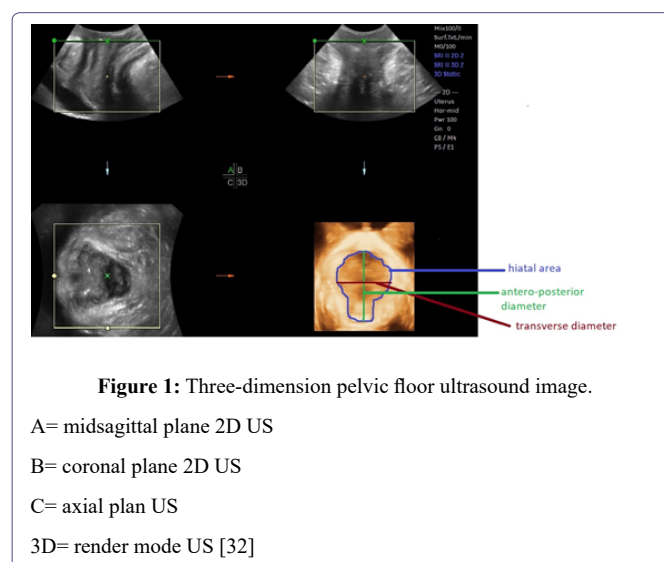 Mix100/0
Surf.Txt./min
M0/100
SRI II 2D 2
SRI II 3D 2
3D Static
--- 2D ---
Uterus
Har-mid
Pwr 100
Gn 0
C8 / M4
P5 / E1
A B
C 3D
hiatal area
antero-posterior
diameter
transverse diameter
Figure 1: Three-dimension pelvic floor ultrasound image.
A= midsagittal plane 2D US
B= coronal plane 2D US
C= axial plan US
3D= render mode US [32]